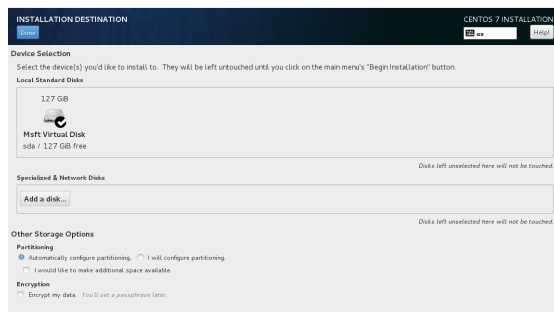 INSTALLATION DESTINATION
CENTOS 7 INSTALLATION
Done
us
Help!
Device Selection
Select the device(s) you'd like to install to. They will be left untouched until you click on the main menu's "Begin Installation" button.
Local Standard Disks
127 GiB
Msft Virtual Disk
sda / 127 GiB free
Disks left unselected here will not be touched.
Specialized & Network Disks
Add a disk...
Disks left unselected here will not be touched.
Other Storage Options
Partitioning
Automatically configure partitioning. I will configure partitioning.
I would like to make additional space available.
Encryption
Encrypt my data. You'll set a passphrase later.